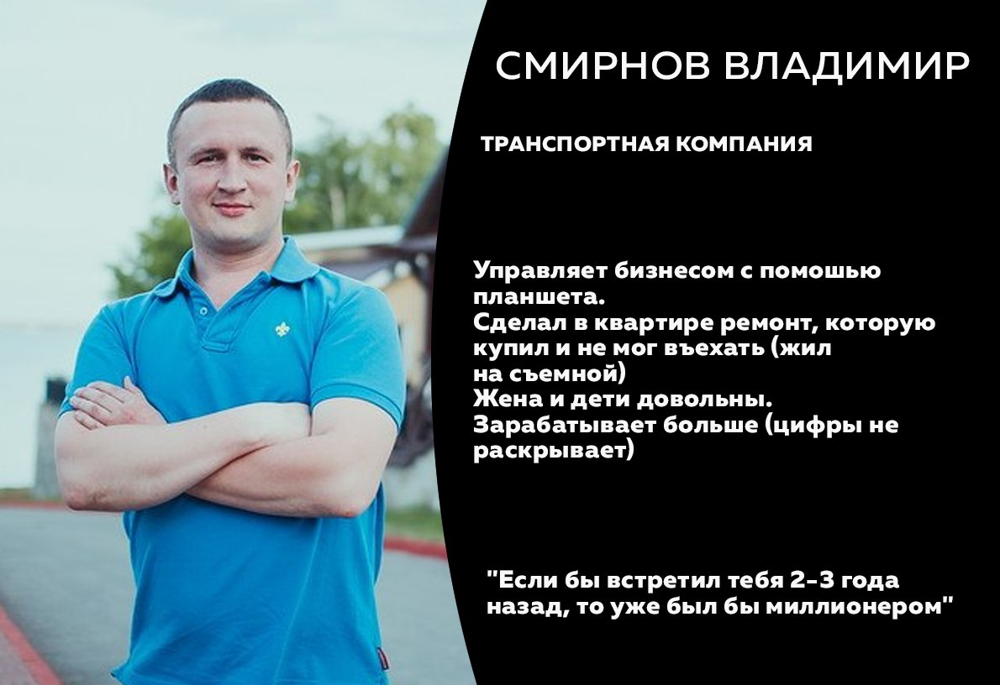 СМИРНОВ ВЛАДИМИР
ТРАНСПОРТНАЯ КОМПАНИЯ
Управляет бизнесом с помошью
планшета.
Сделал в квартире ремонт, которую
купил и не мог въехать (жил
на съемной)
Жена и дети довольны.
Зарабатывает больше (цифры не
раскрывает)
"Если бы встретил тебя 2-3 года
назад, то уже был бы миллионером"